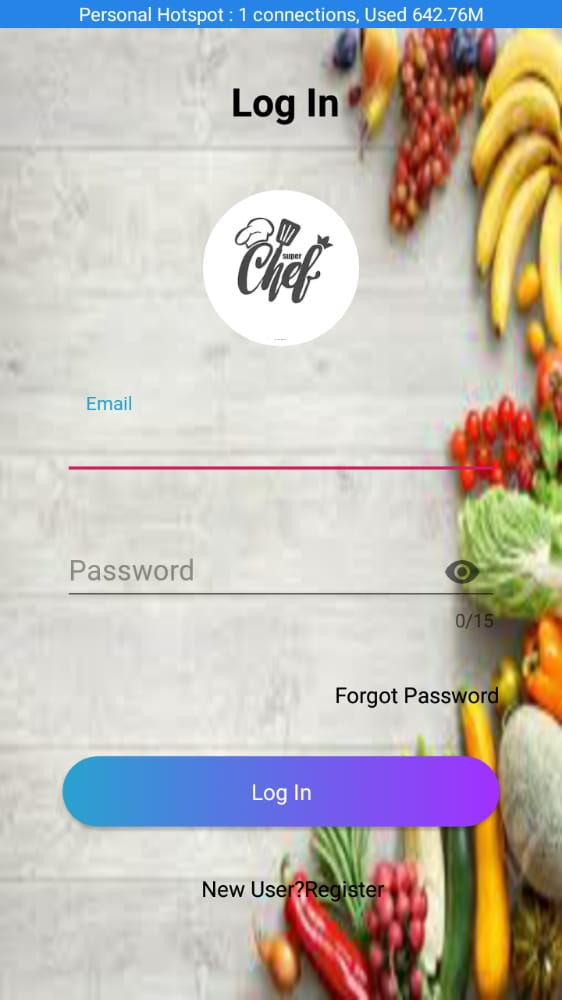 Personal Hotspot : 1 connections, Used 642.76M
Log In
super
Chef
Email
Password
0/15
Forgot Password
Log In
New User?Register